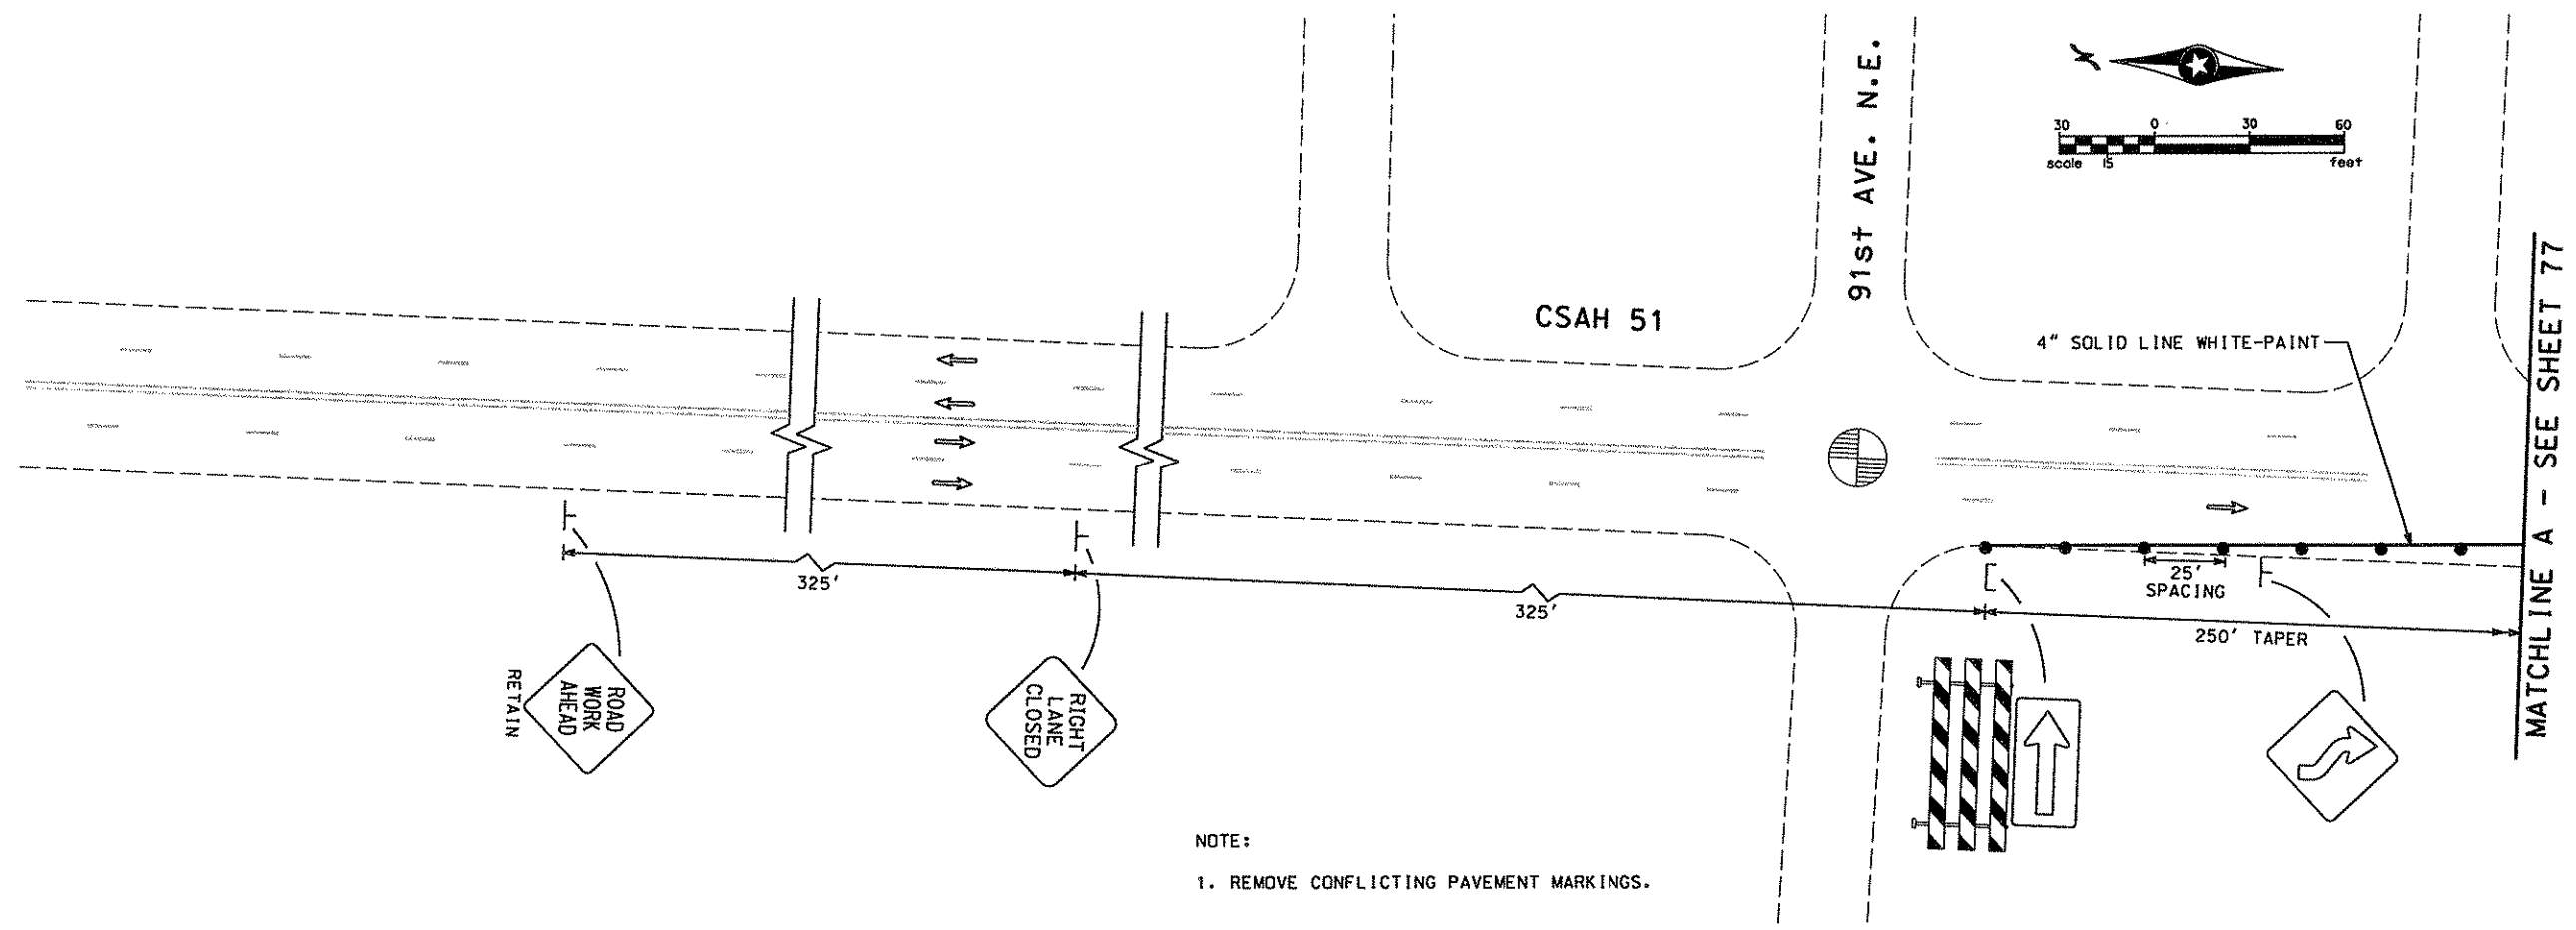 N
30 0 30 60
scale 15 feet
91st AVE. N.E.
CSAH 51
4" SOLID LINE WHITE-PAINT
MATCHLINE A - SEE SHEET 77
325'
325'
25'
SPACING
250' TAPER
RETAIN
ROAD
WORK
AHEAD
RIGHT
LANE
CLOSED
NOTE:
1. REMOVE CONFLICTING PAVEMENT MARKINGS.